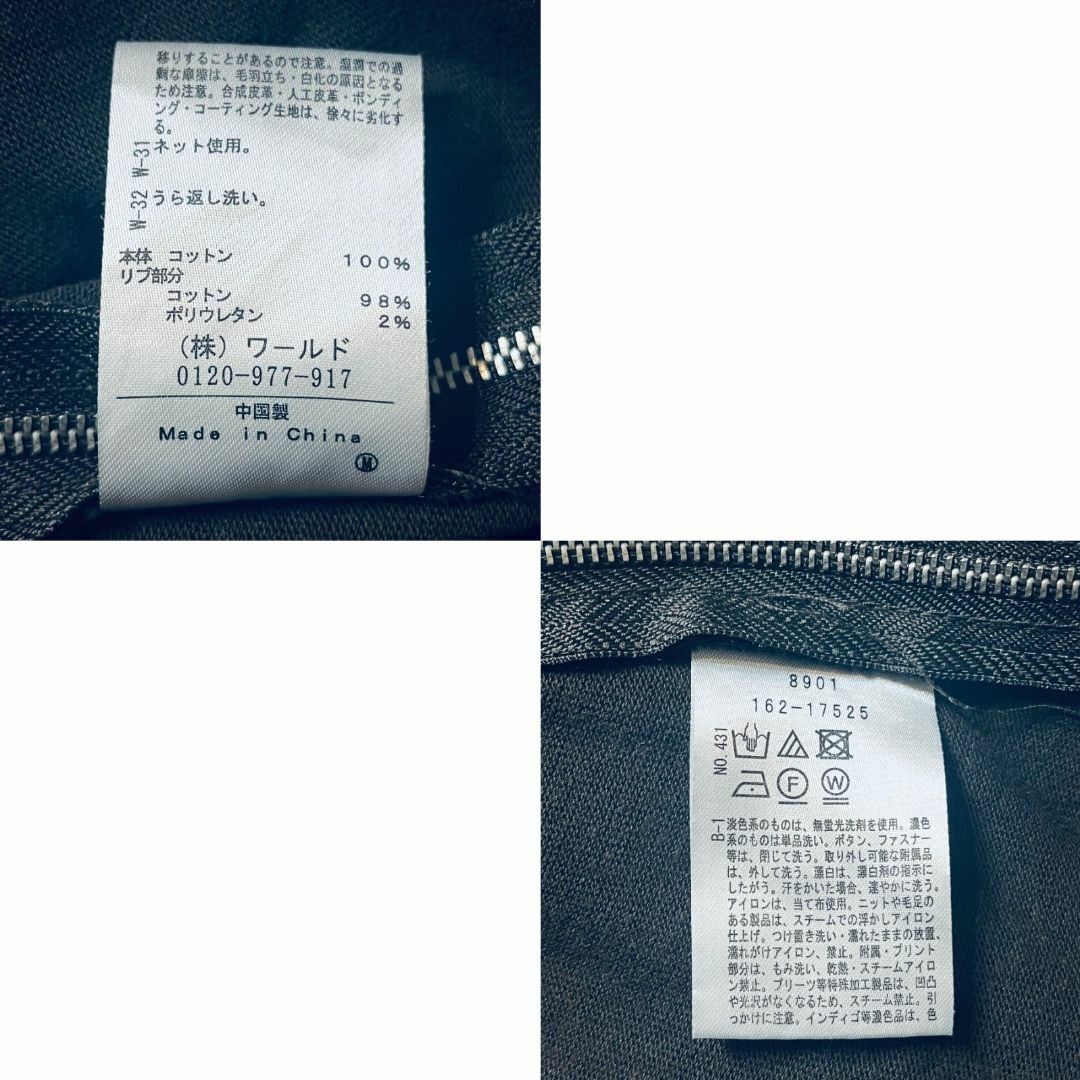 移りすることがあるので注意。湿潤での過
剰な摩擦は、毛羽立ち・白化の原因となる
ため注意。合成皮革・人工皮革・ボンディ
ング・コーティング生地は、徐々に劣化す
る。
W-31 ネット使用。
W-32 うら返し洗い。
本体 コットン 100%
リブ部分
コットン 98%
ポリウレタン 2%
(株)ワールド
0120-977-917
中国製
Made in China
M
8901
162-17525
NO.431
F W
B-1 淡色系のものは、無蛍光洗剤を使用。濃色
系のものは単品洗い。ボタン、ファスナー
等は、閉じて洗う。取り外し可能な附属品
は、外して洗う。漂白は、漂白剤の指示に
したがう。汗をかいた場合、速やかに洗う。
アイロンは、当て布使用。ニットや毛足の
ある製品は、スチームでの浮かしアイロン
仕上げ。つけ置き洗い・濡れたままの放置、
濡れがけアイロン、禁止。附属・プリント
部分は、もみ洗い、乾熱・スチームアイロ
ン禁止。プリーツ等特殊加工製品は、凹凸
や光沢がなくなるため、スチーム禁止。引
っかけに注意。インディゴ等濃色品は、色